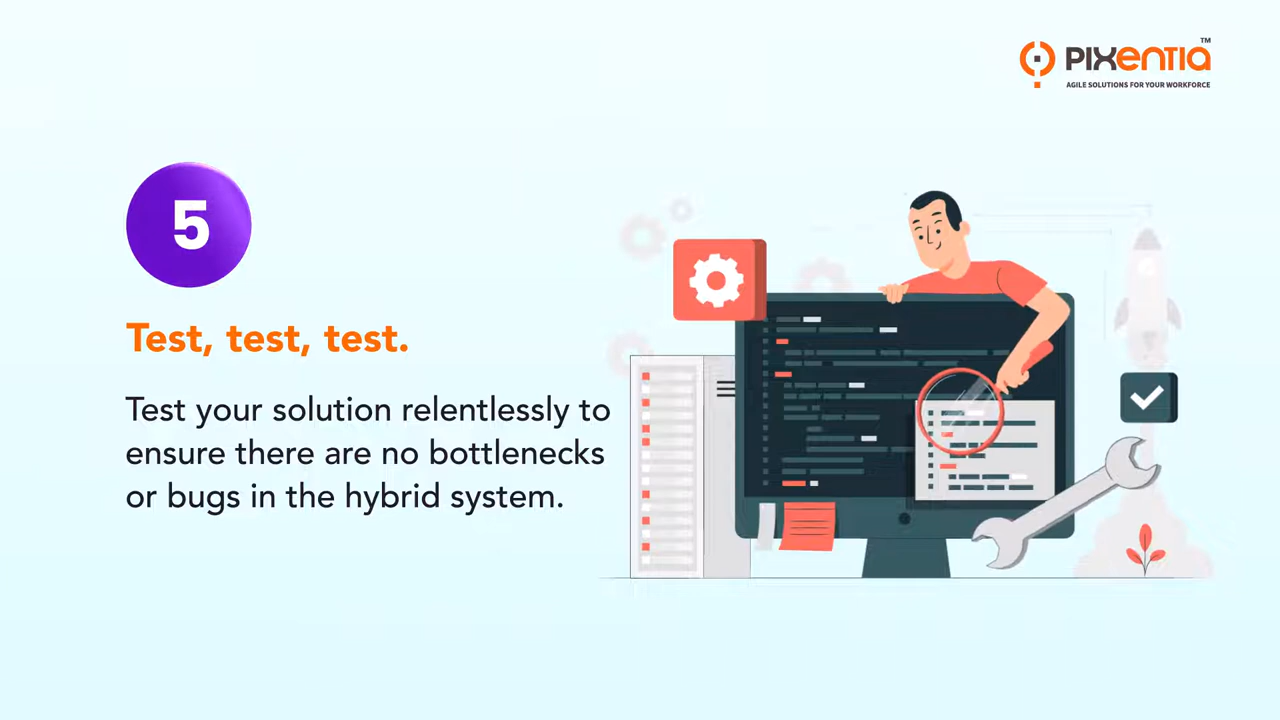 PIXENTIA™
AGILE SOLUTIONS FOR YOUR WORKFORCE
5
Test, test, test.
Test your solution relentlessly to
ensure there are no bottlenecks
or bugs in the hybrid system.